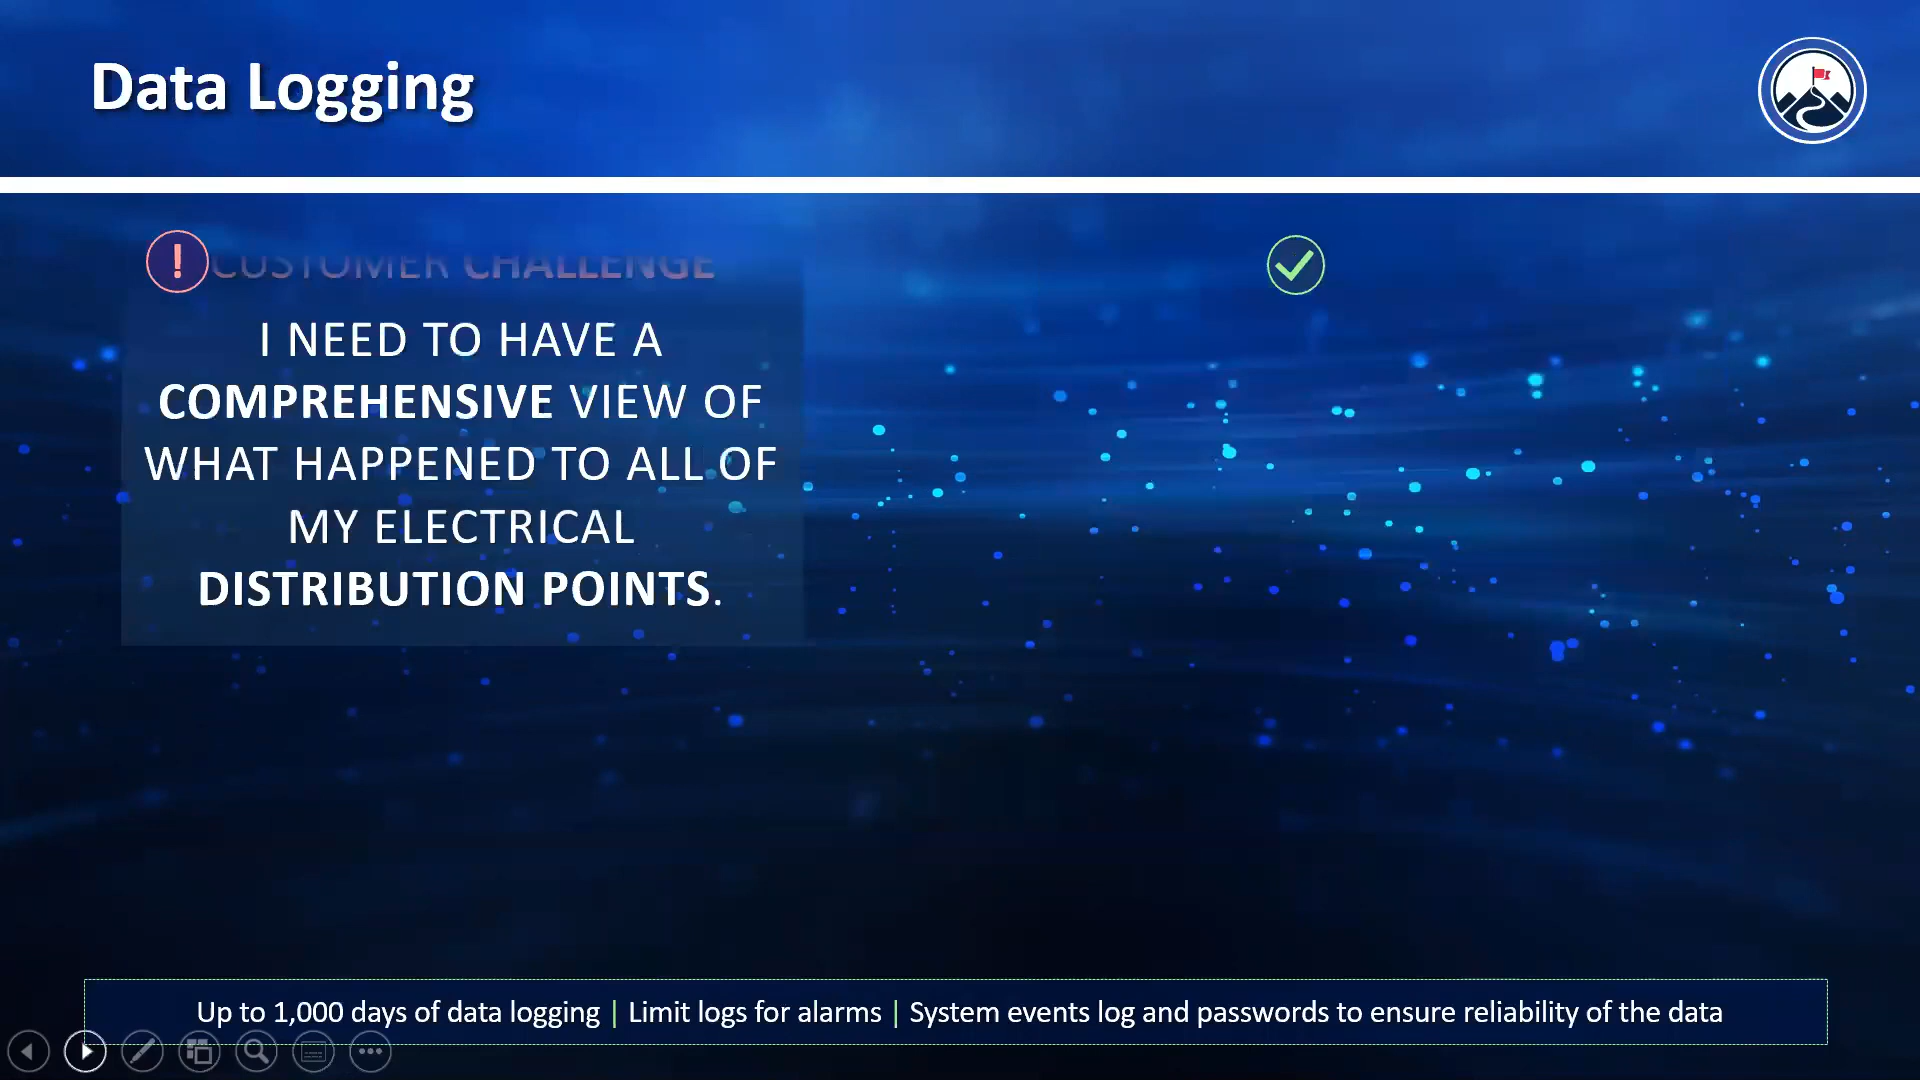 Data Logging
!
CUSTOMER CHALLENGE
I NEED TO HAVE A
COMPREHENSIVE VIEW OF
WHAT HAPPENED TO ALL OF
MY ELECTRICAL
DISTRIBUTION POINTS.
Up to 1,000 days of data logging | Limit logs for alarms | System events log and passwords to ensure reliability of the data